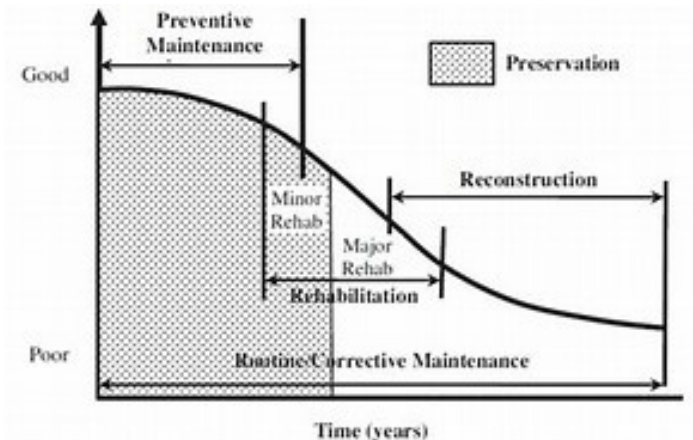 Preventive
Maintenance
Good
Preservation
Reconstruction
Minor
Rehab
Major
Rehab
Rehabilitation
Poor
Routine/Corrective Maintenance
Time (years)